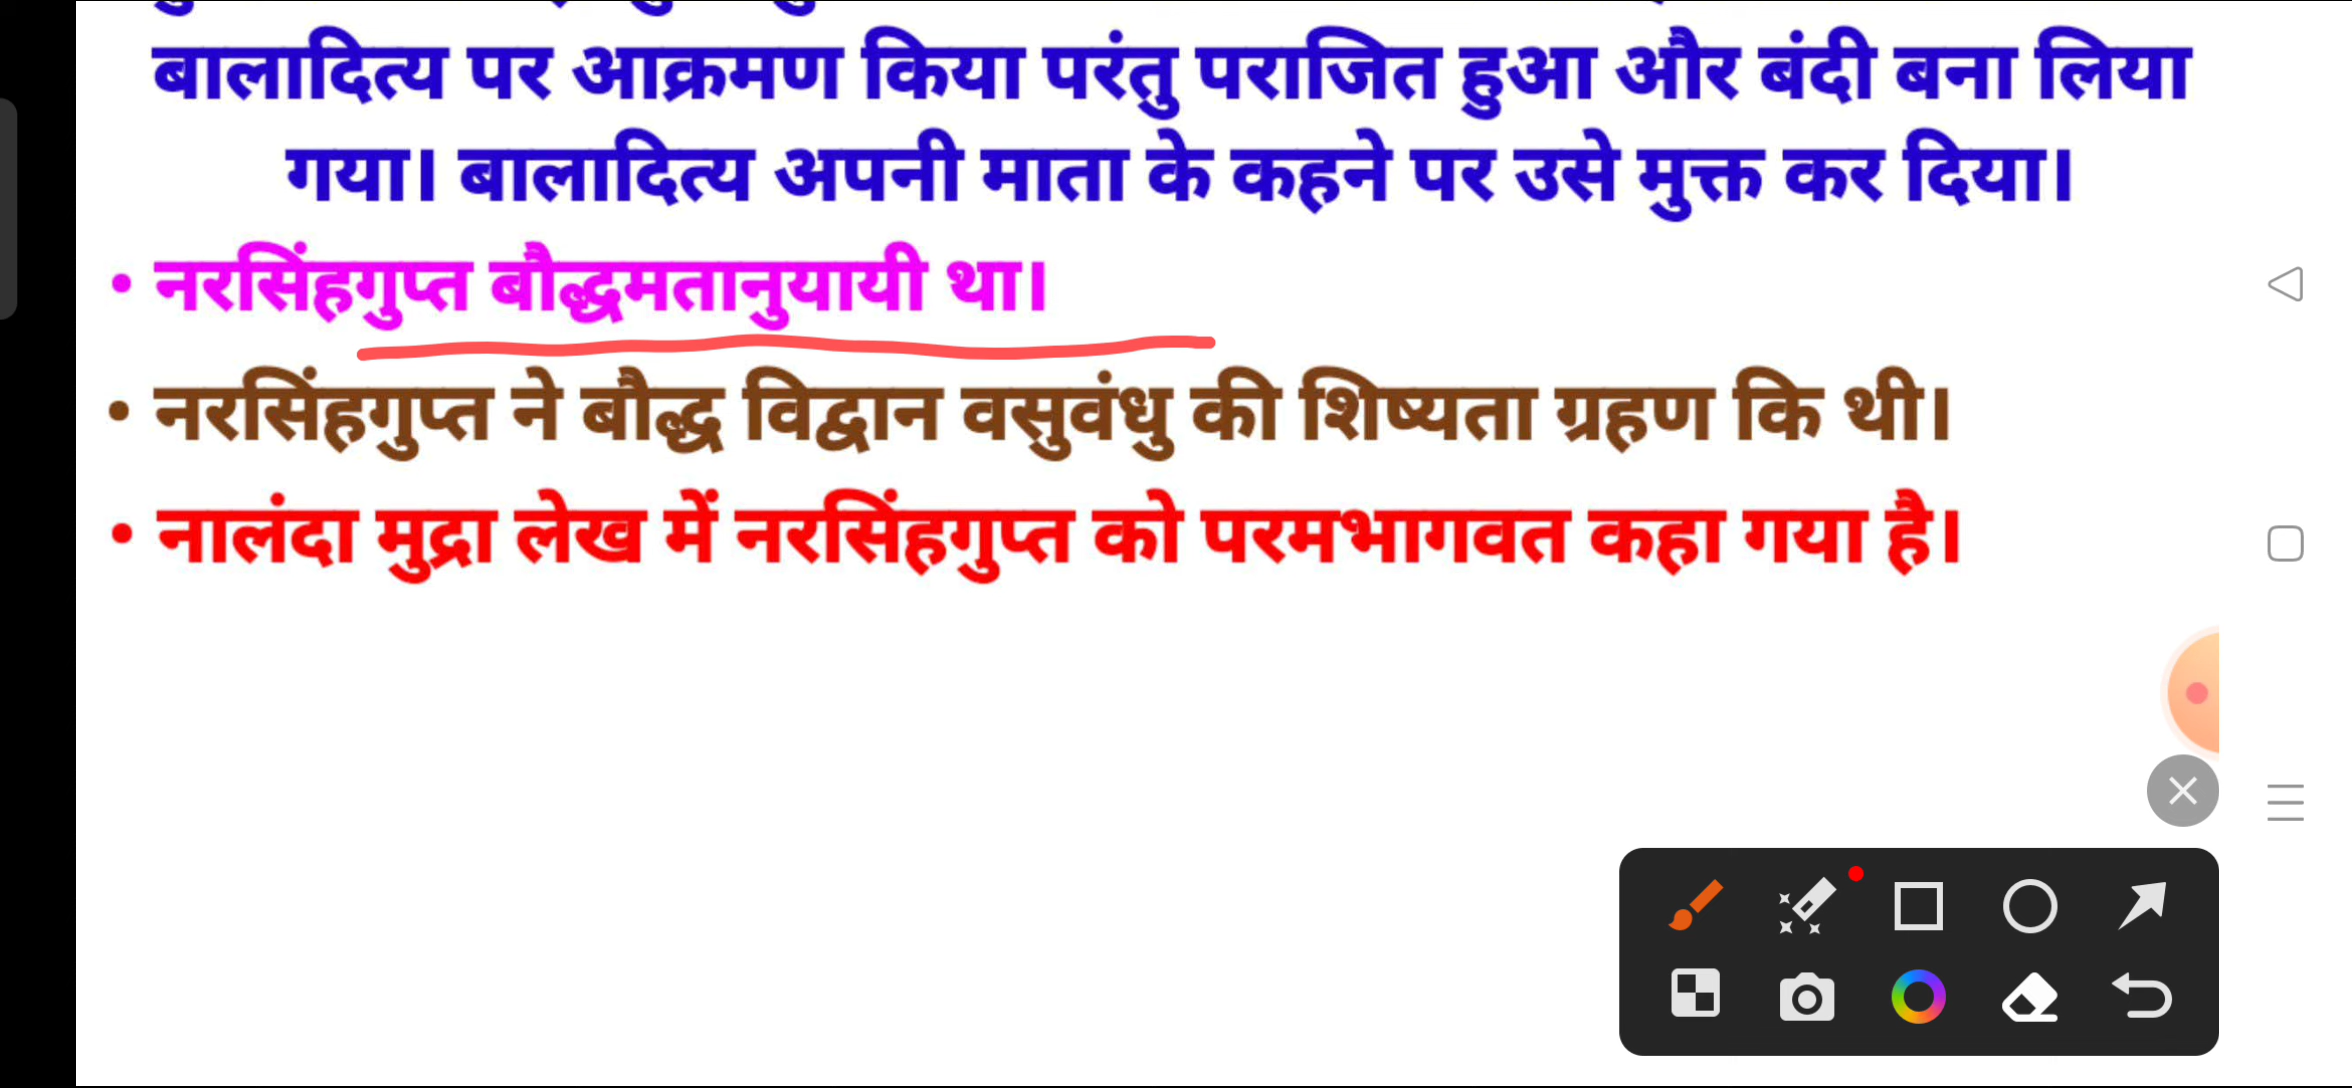 बालादित्य पर आक्रमण किया परंतु पराजित हुआ और बंदी बना लिया
गया। बालादित्य अपनी माता के कहने पर उसे मुक्त कर दिया।
• नरसिंहगुप्त बौद्धमतानुयायी था।
• नरसिंहगुप्त ने बौद्ध विद्वान वसुवंधु की शिष्यता ग्रहण कि थी।
• नालंदा मुद्रा लेख में नरसिंहगुप्त को परमभागवत कहा गया है।